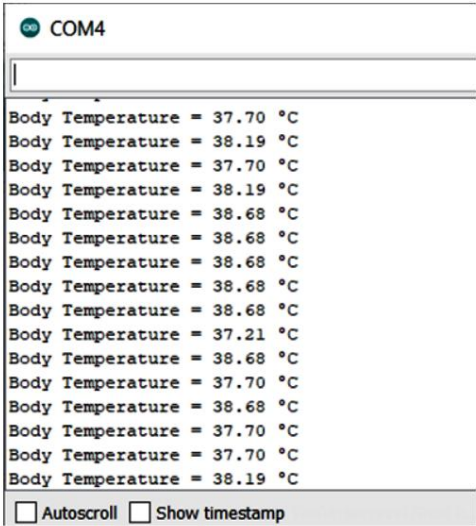 COM4
Body Temperature = 37.70 °C
Body Temperature = 38.19 °C
Body Temperature = 37.70 °C
Body Temperature = 38.19 °C
Body Temperature = 38.68 °C
Body Temperature = 38.68 °C
Body Temperature = 38.68 °C
Body Temperature = 38.68 °C
Body Temperature = 38.68 °C
Body Temperature = 37.21 °C
Body Temperature = 38.68 °C
Body Temperature = 37.70 °C
Body Temperature = 38.68 °C
Body Temperature = 37.70 °C
Body Temperature = 37.70 °C
Body Temperature = 38.19 °C
Autoscroll Show timestamp